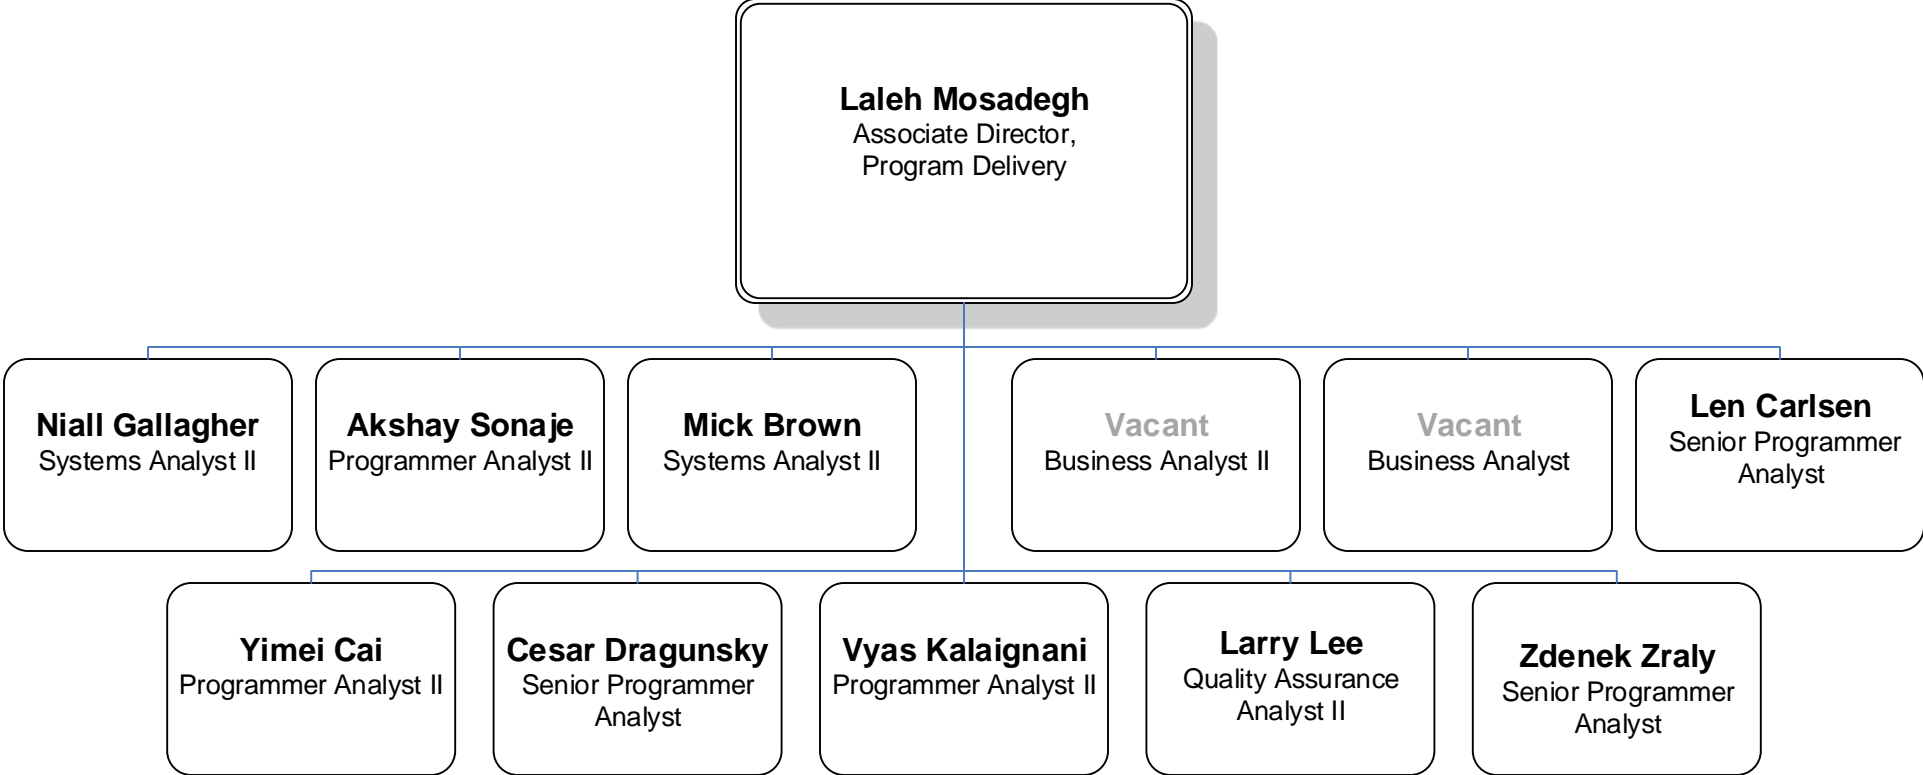 Laleh Mosadegh
Associate Director,
Program Delivery
Niall Gallagher
Systems Analyst II
Akshay Sonaje
Programmer Analyst II
Mick Brown
Systems Analyst II
Vacant
Business Analyst II
Vacant
Business Analyst
Len Carlsen
Senior Programmer
Analyst
Yimei Cai
Programmer Analyst II
Cesar Dragunsky
Senior Programmer
Analyst
Vyas Kalaignani
Programmer Analyst II
Larry Lee
Quality Assurance
Analyst II
Zdenek Zraly
Senior Programmer
Analyst